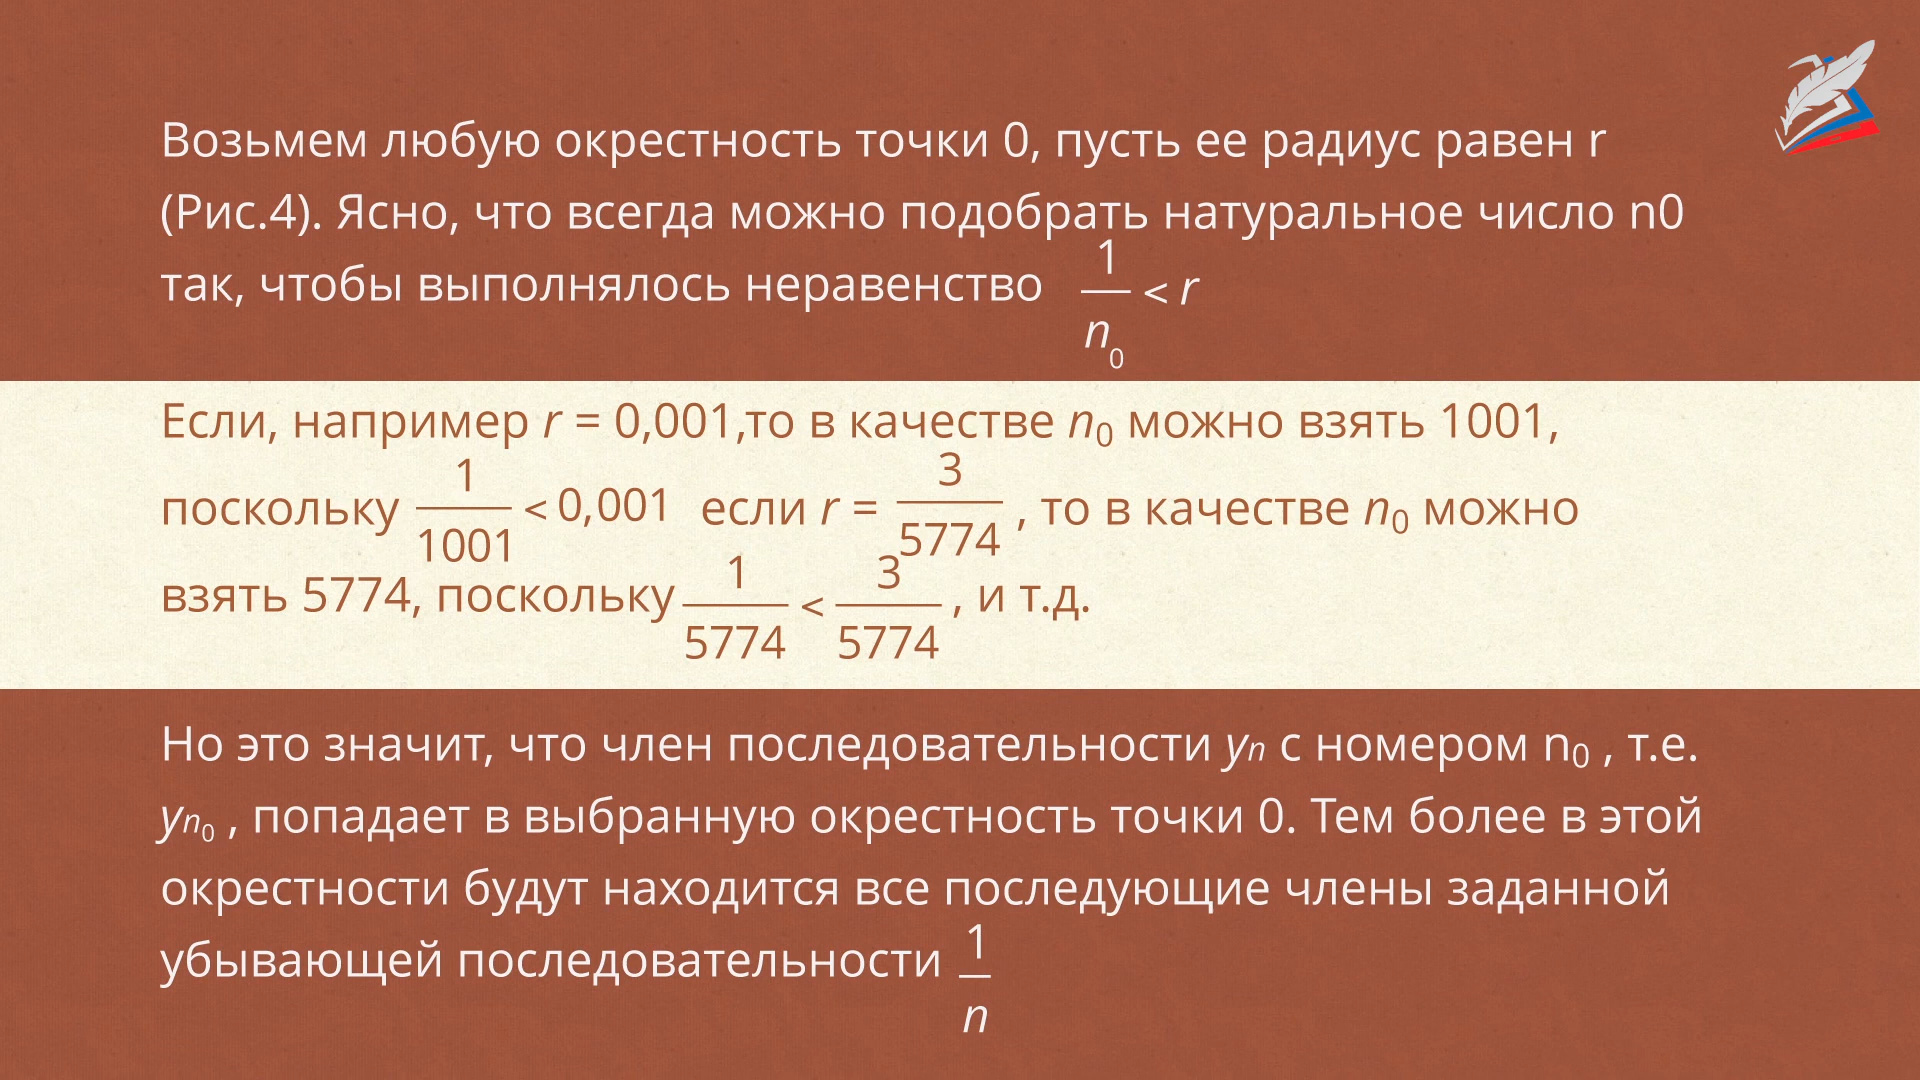 Возьмем любую окрестность точки 0, пусть ее радиус равен r
(Рис.4). Ясно, что всегда можно подобрать натуральное число n0
так, чтобы выполнялось неравенство 1/n₀ < r
Если, например r = 0,001,то в качестве n₀ можно взять 1001,
поскольку 1/1001 < 0,001 если r = 3/5774 , то в качестве n₀ можно
взять 5774, поскольку 1/5774 < 3/5774 , и т.д.
Но это значит, что член последовательности yn с номером n₀ , т.е.
yn₀ , попадает в выбранную окрестность точки 0. Тем более в этой
окрестности будут находится все последующие члены заданной
убывающей последовательности 1/n